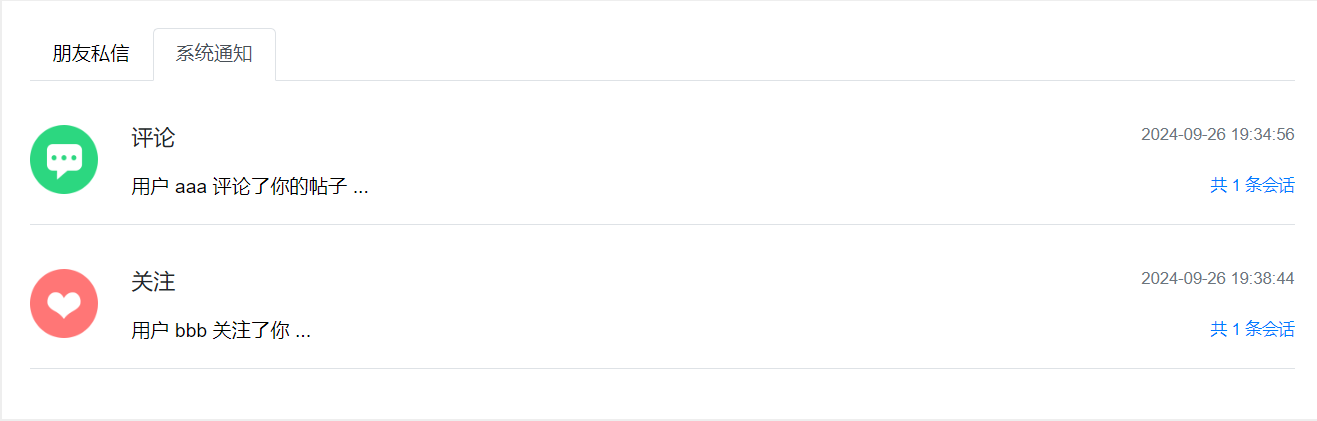 朋友私信 系统通知
评论 2024-09-26 19:34:56
用户 aaa 评论了你的帖子 ... 共 1 条会话
关注 2024-09-26 19:38:44
用户 bbb 关注了你 ... 共 1 条会话